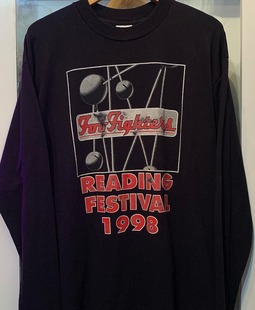 Foo Fighters
READING
FESTIVAL
1998